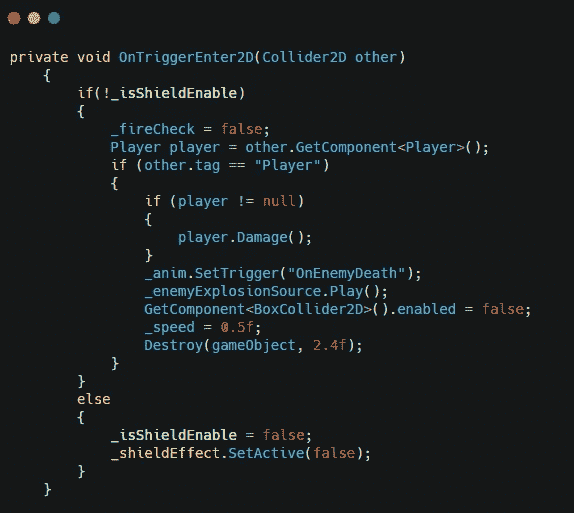 private void OnTriggerEnter2D(Collider2D other)
{
if(!_isShieldEnable)
{
_fireCheck = false;
Player player = other.GetComponent<Player>();
if (other.tag == "Player")
{
if (player != null)
{
player.Damage();
}
_anim.SetTrigger("OnEnemyDeath");
_enemyExplosionSource.Play();
GetComponent<BoxCollider2D>().enabled = false;
_speed = 0.5f;
Destroy(gameObject, 2.4f);
}
}
else
{
_isShieldEnable = false;
_shieldEffect.SetActive(false);
}
}